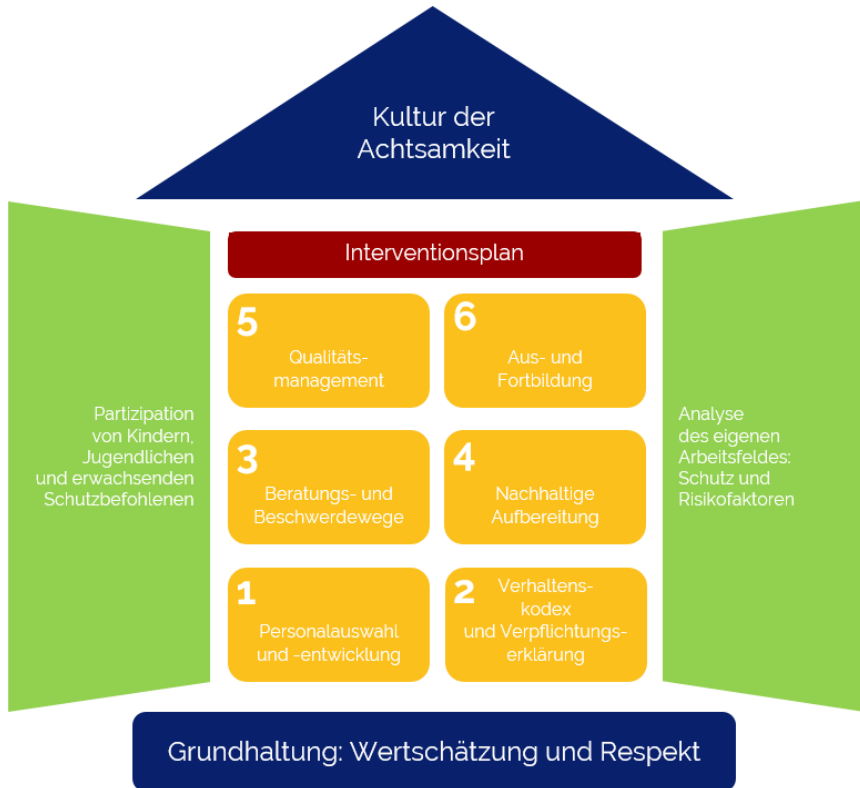 Kultur der
Achtsamkeit
Interventionsplan
5
Qualitäts-
management
6
Aus- und
Fortbildung
Partizipation
von Kindern,
Jugendlichen
und erwachsenden
Schutzbefohlenen
3
Beratungs- und
Beschwerdewege
4
Nachhaltige
Aufbereitung
Analyse
des eigenen
Arbeitsfeldes:
Schutz und
Risikofaktoren
1
Personalauswahl
und -entwicklung
2
Verhaltens-
kodex
und Verpflichtungs-
erklärung
Grundhaltung: Wertschätzung und Respekt